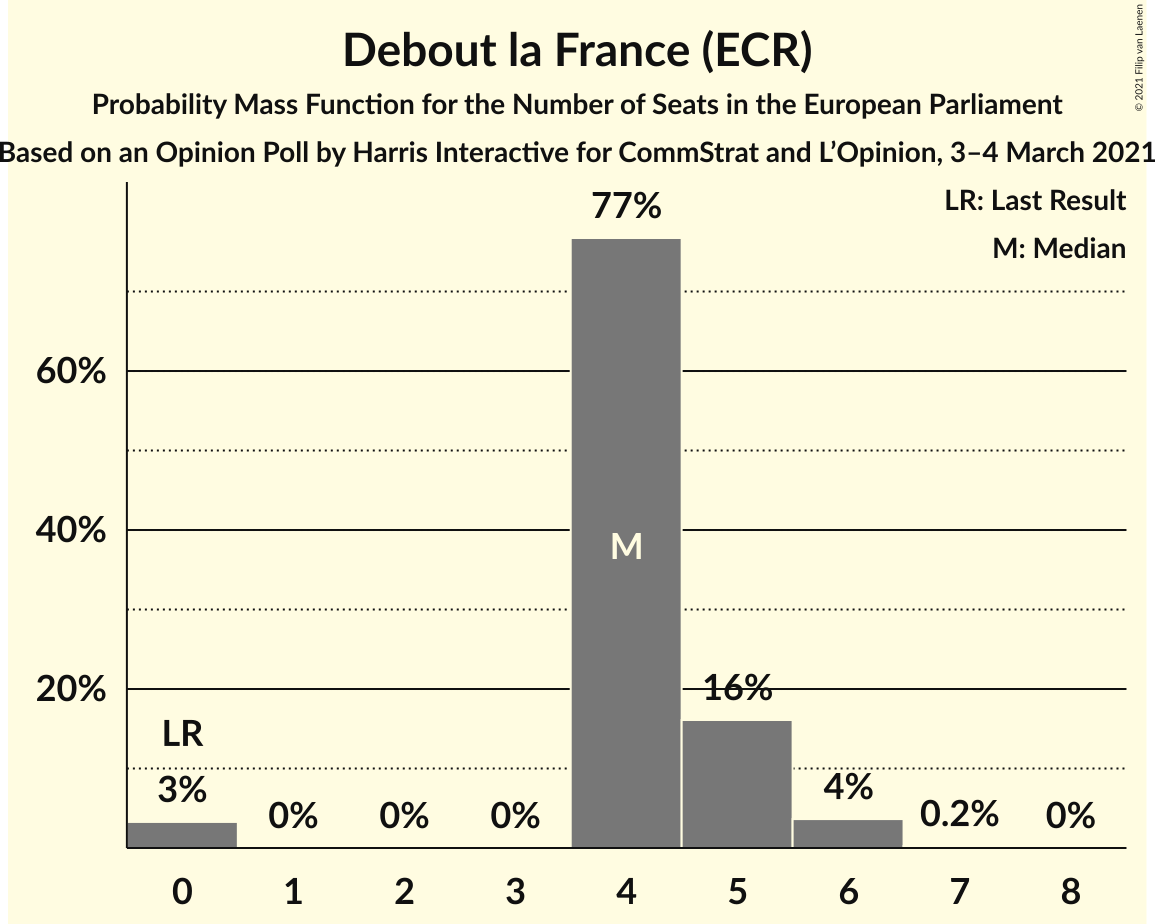 Debout la France (ECR)
Probability Mass Function for the Number of Seats in the European Parliament
Based on an Opinion Poll by Harris Interactive for CommStrat and L’Opinion, 3–4 March 2021
© 2021 Filip van Laenen
LR: Last Result
M: Median
77%
60%
40%
M
20%
16%
LR
3%
0%
0%
0%
4%
0.2%
0%
0 1 2 3 4 5 6 7 8